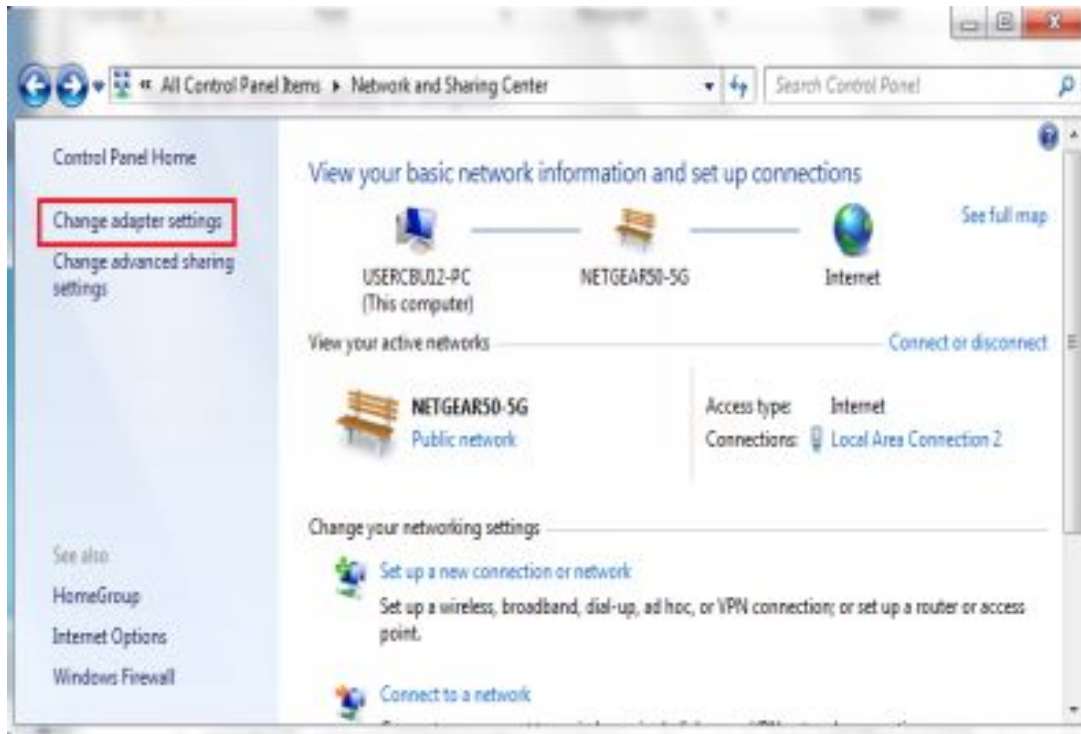 « All Control Panel Items ▸ Network and Sharing Center
Search Control Panel
Control Panel Home
Change adapter settings
Change advanced sharing
settings
See also
HomeGroup
Internet Options
Windows Firewall
View your basic network information and set up connections
See full map
USERCBU12-PC
(This computer)
NETGEAR50-5G
Internet
View your active networks
Connect or disconnect
NETGEAR50-5G
Public network
Access type: Internet
Connections: Local Area Connection 2
Change your networking settings
Set up a new connection or network
Set up a wireless, broadband, dial-up, ad hoc, or VPN connection; or set up a router or access
point.
Connect to a network